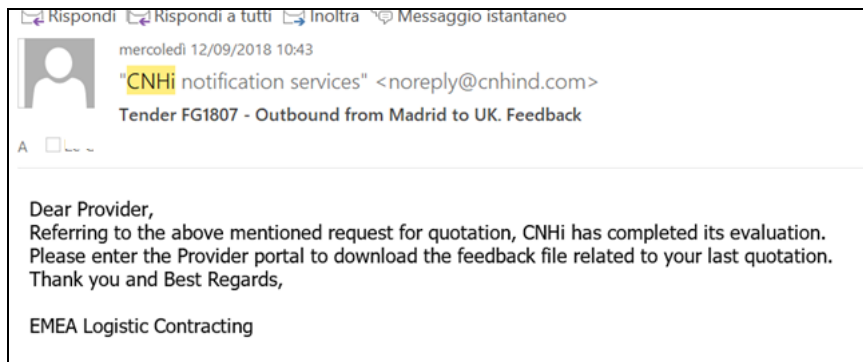 Rispondi Rispondi a tutti Inoltra Messaggio istantaneo
mercoledì 12/09/2018 10:43
"CNHi notification services" <noreply@cnhind.com>
Tender FG1807 - Outbound from Madrid to UK. Feedback
A
Dear Provider,
Referring to the above mentioned request for quotation, CNHi has completed its evaluation.
Please enter the Provider portal to download the feedback file related to your last quotation.
Thank you and Best Regards,
EMEA Logistic Contracting